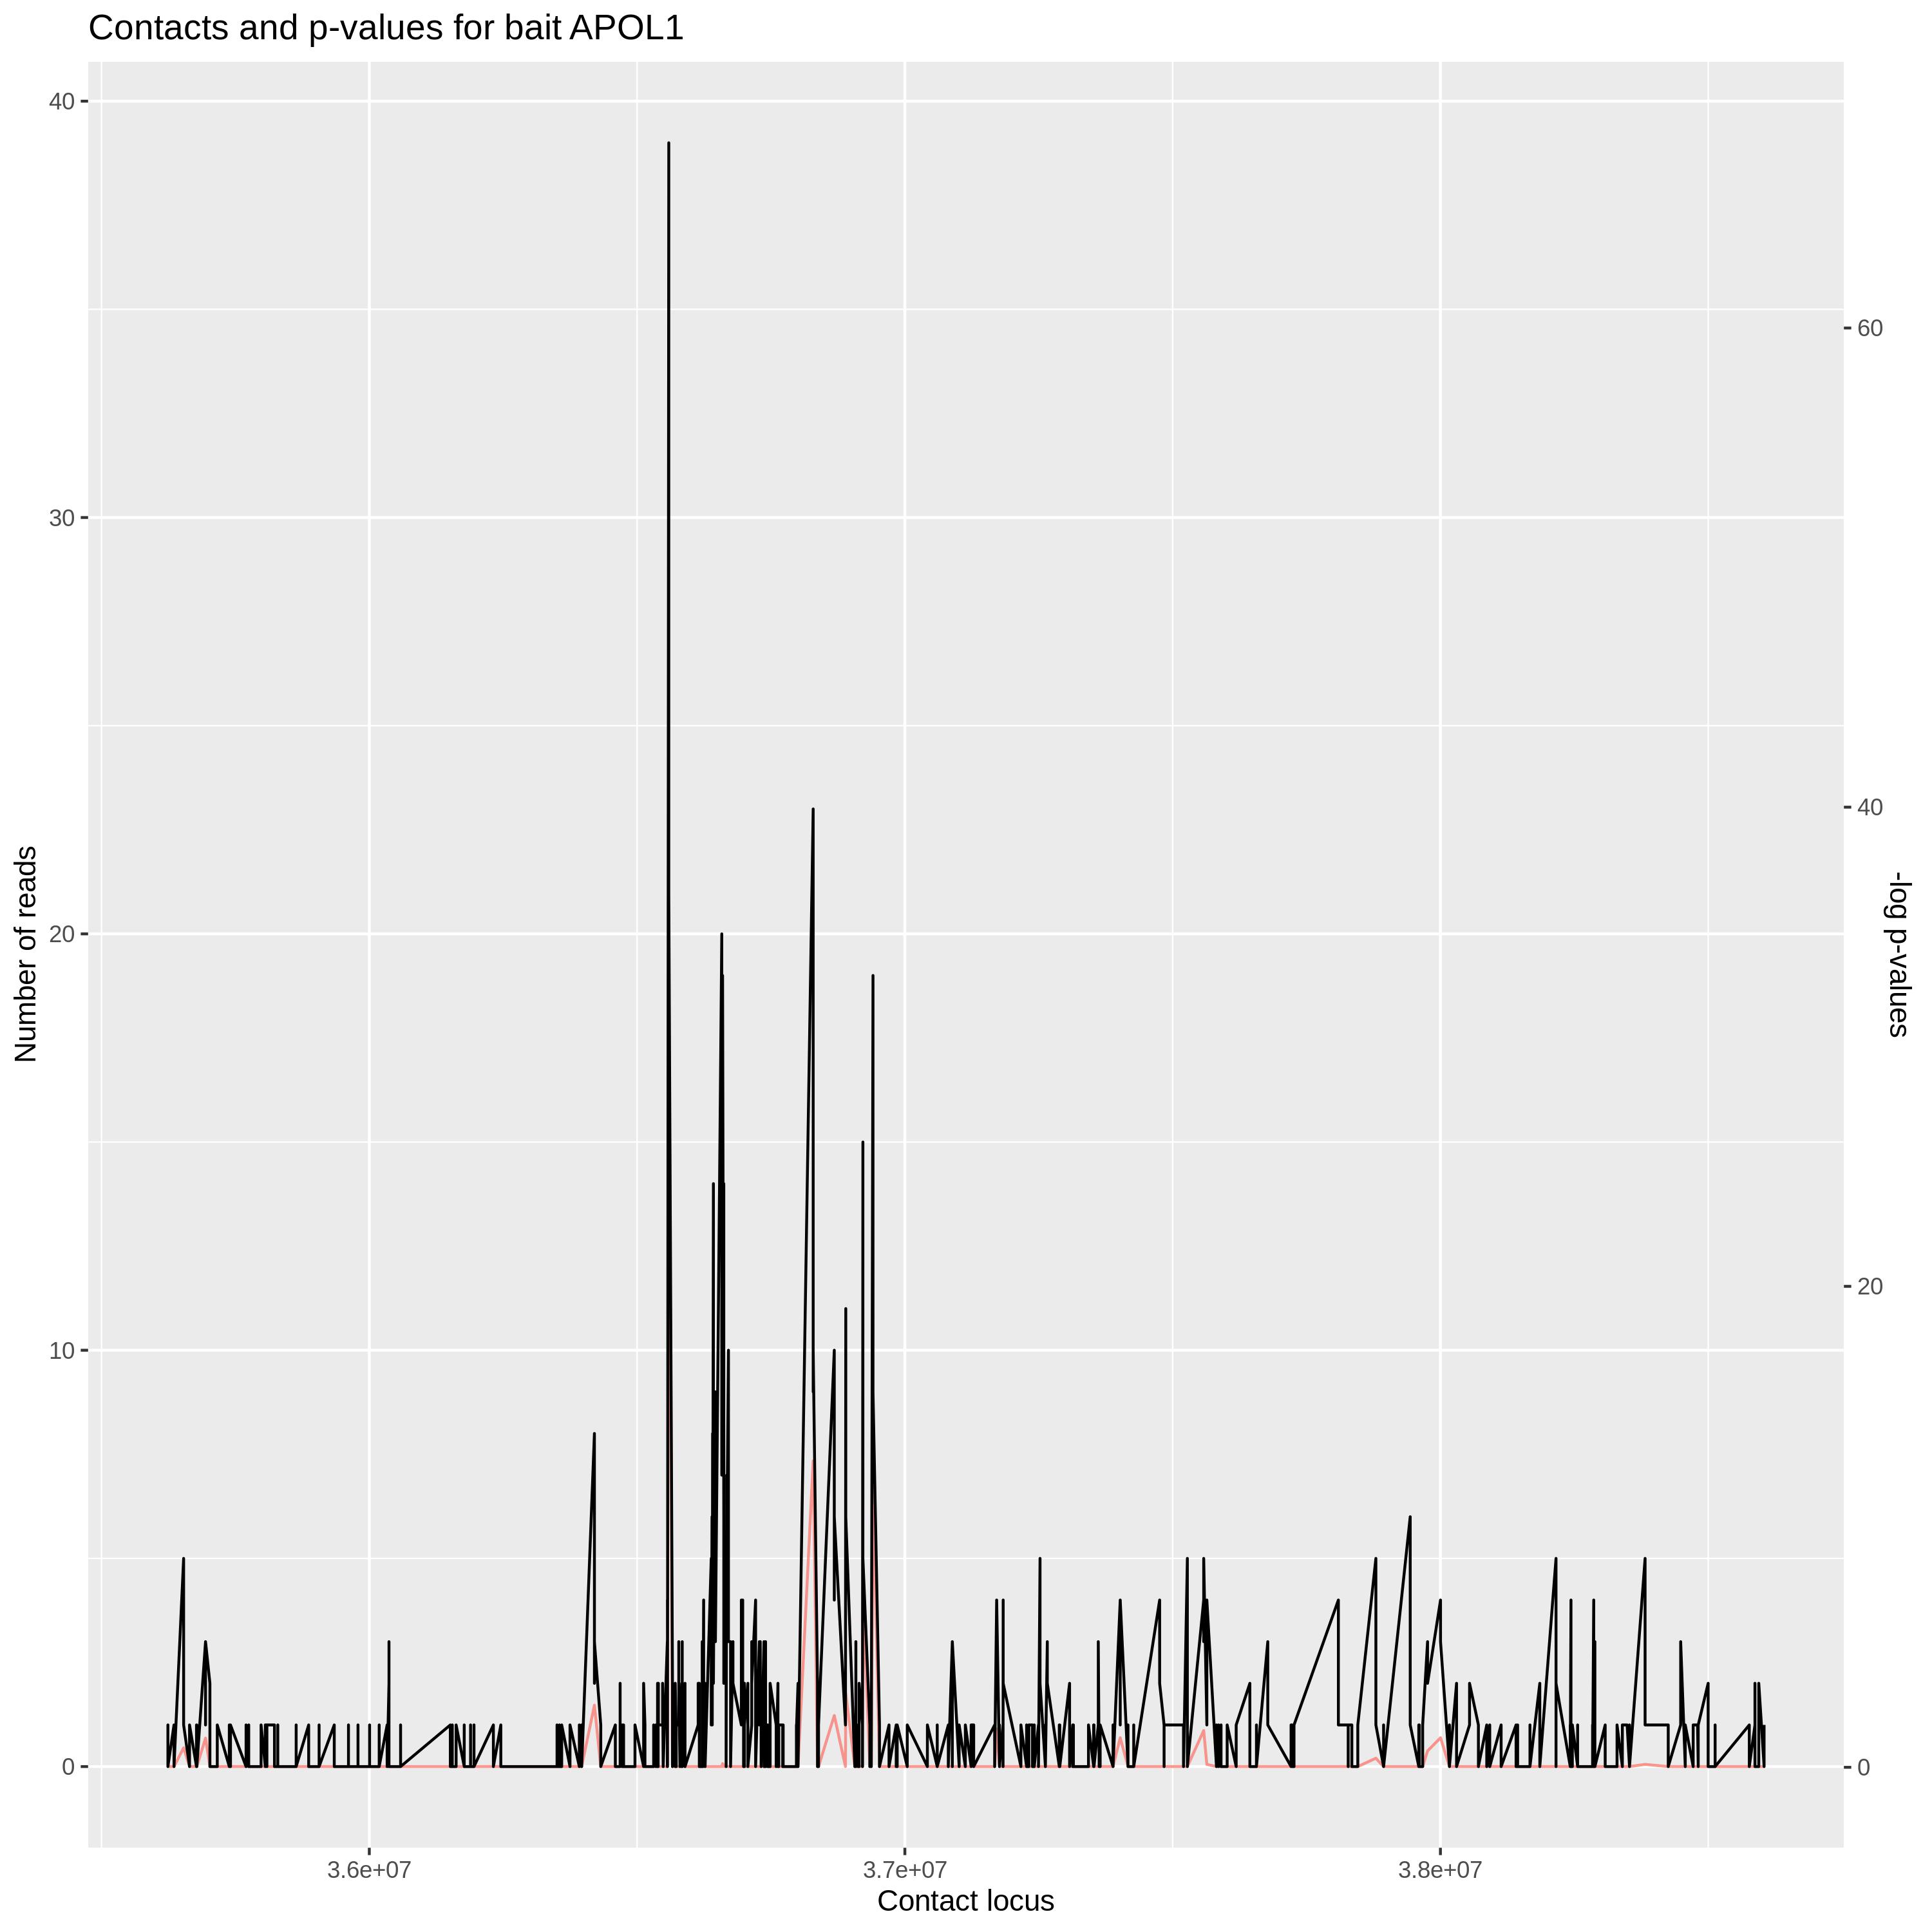 Contacts and p-values for bait APOL1
40
30
20
10
0
Number of reads
60
40
20
0
-log p-values
3.6e+07 3.7e+07 3.8e+07
Contact locus